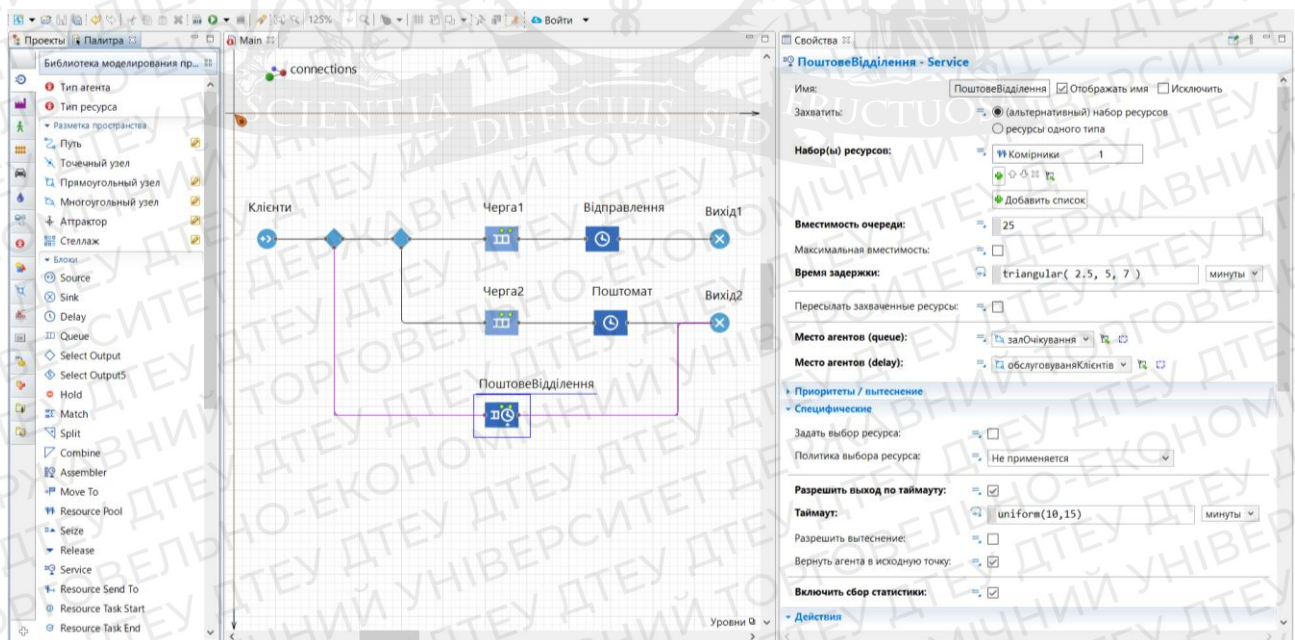 125%
Войти
Проекты
Палитра
Main
Свойства
Библиотека моделирования пр...
Тип агента
Тип ресурса
Разметка пространства
Путь
Точечный узел
Прямоугольный узел
Многоугольный узел
Аттрактор
Стеллаж
Блоки
Source
Sink
Delay
Queue
Select Output
Select Output5
Hold
Match
Split
Combine
Assembler
Move To
Resource Pool
Seize
Release
Service
Resource Send To
Resource Task Start
Resource Task End
connections
Клієнти
Черга1
Відправлення
Вихід1
Черга2
Поштомат
Вихід2
ПоштовеВідділення
Уровни
ПоштовеВідділення - Service
Имя:
ПоштовеВідділення
Отображать имя
Исключить
Захватить:
(альтернативный) набор ресурсов
ресурсы одного типа
Набор(ы) ресурсов:
Комірники 1
Добавить список
Вместимость очереди:
25
Максимальная вместимость:
Время задержки:
triangular( 2.5, 5, 7 )
минуты
Пересылать захваченные ресурсы:
Место агентов (queue):
залОчікування
Место агентов (delay):
обслуговуваняКлієнтів
Приоритеты / вытеснение
Специфические
Задать выбор ресурса:
Политика выбора ресурса:
Не применяется
Разрешить выход по таймауту:
Таймаут:
uniform(10,15)
минуты
Разрешить вытеснение:
Вернуть агента в исходную точку:
Включить сбор статистики:
Действия